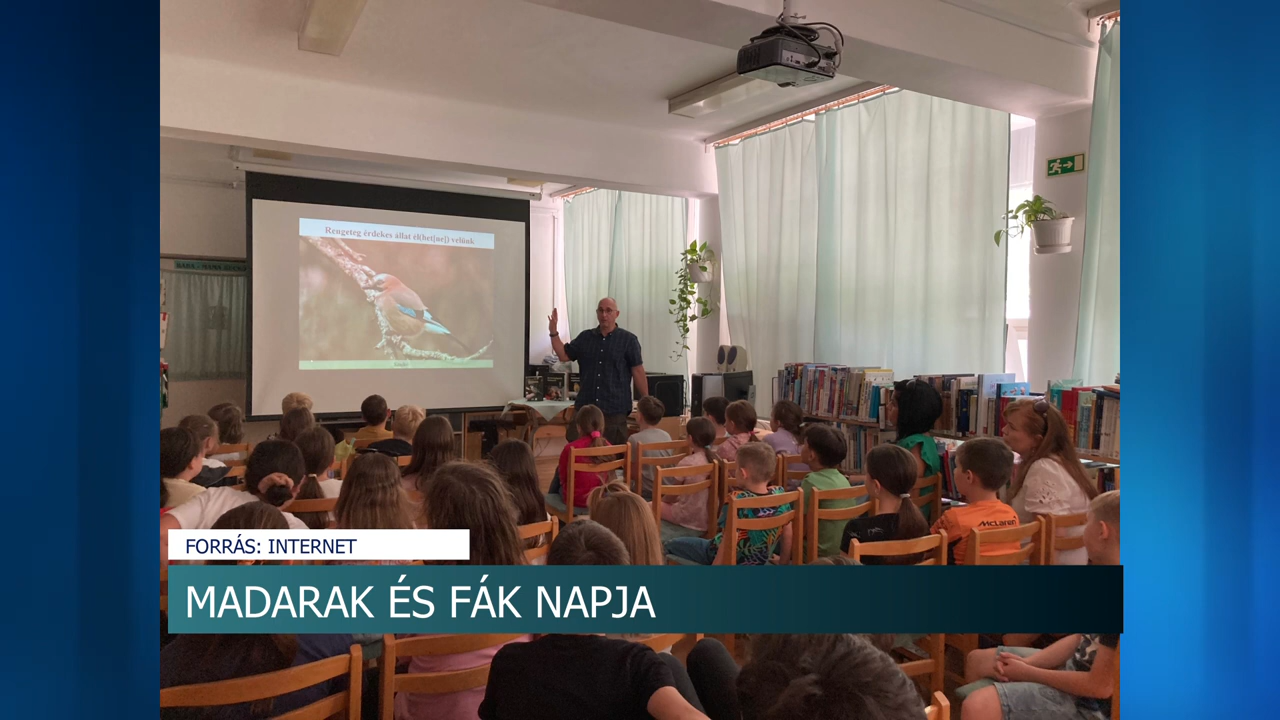 Rengeteg érdekes állat él(het[ne]) velünk
McLaren
FORRÁS: INTERNET
MADARAK ÉS FÁK NAPJA